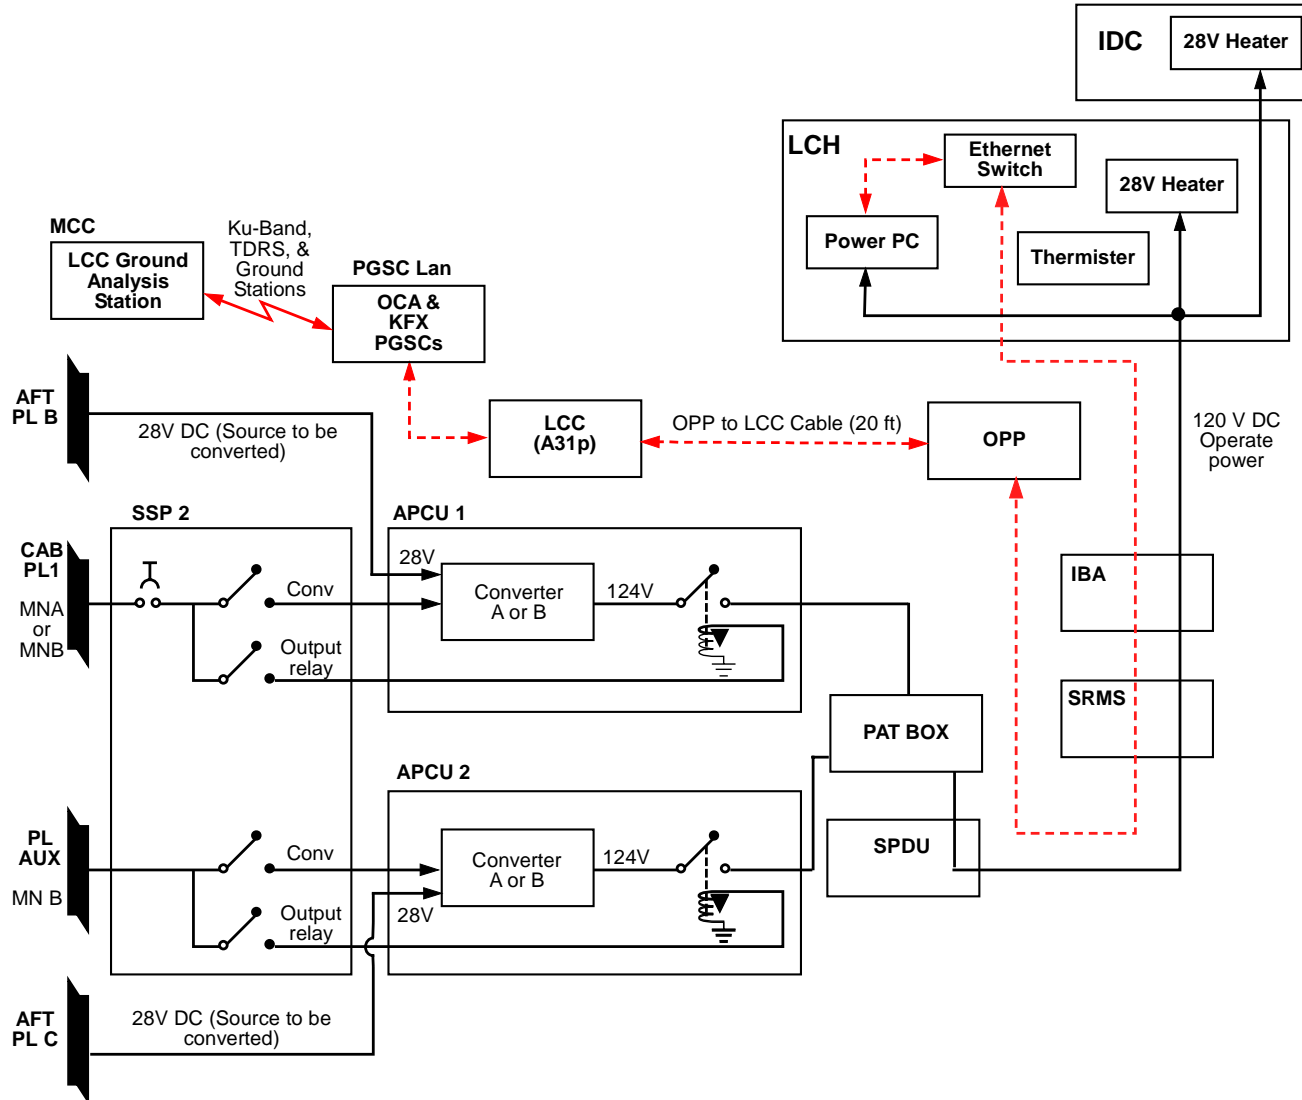 IDC
28V Heater
LCH
Ethernet
Switch
28V Heater
Power PC
Thermister
MCC
LCC Ground
Analysis
Station
Ku-Band,
TDRS, &
Ground
Stations
PGSC Lan
OCA &
KFX
PGSCs
AFT
PL B
28V DC (Source to be
converted)
LCC
(A31p)
OPP to LCC Cable (20 ft)
OPP
120 V DC
Operate
power
SSP 2
APCU 1
CAB
PL1
MNA
or
MNB
Conv
Output
relay
28V
Converter
A or B
124V
IBA
SRMS
PAT BOX
APCU 2
PL
AUX
MN B
Conv
Output
relay
Converter
A or B
28V
124V
SPDU
AFT
PL C
28V DC (Source to be
converted)